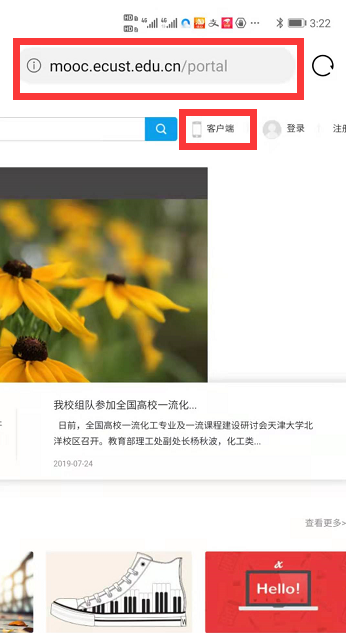 3:22
mooc.ecust.edu.cn/portal
客户端
登录
注册
我校组队参加全国高校一流化...
日前，全国高校一流化工专业及一流课程建设研讨会天津大学北
洋校区召开。教育部理工处副处长杨秋波，化工类...
2019-07-24
查看更多>
Hello!